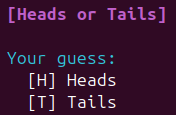 [Heads or Tails]
Your guess:
[H] Heads
[T] Tails